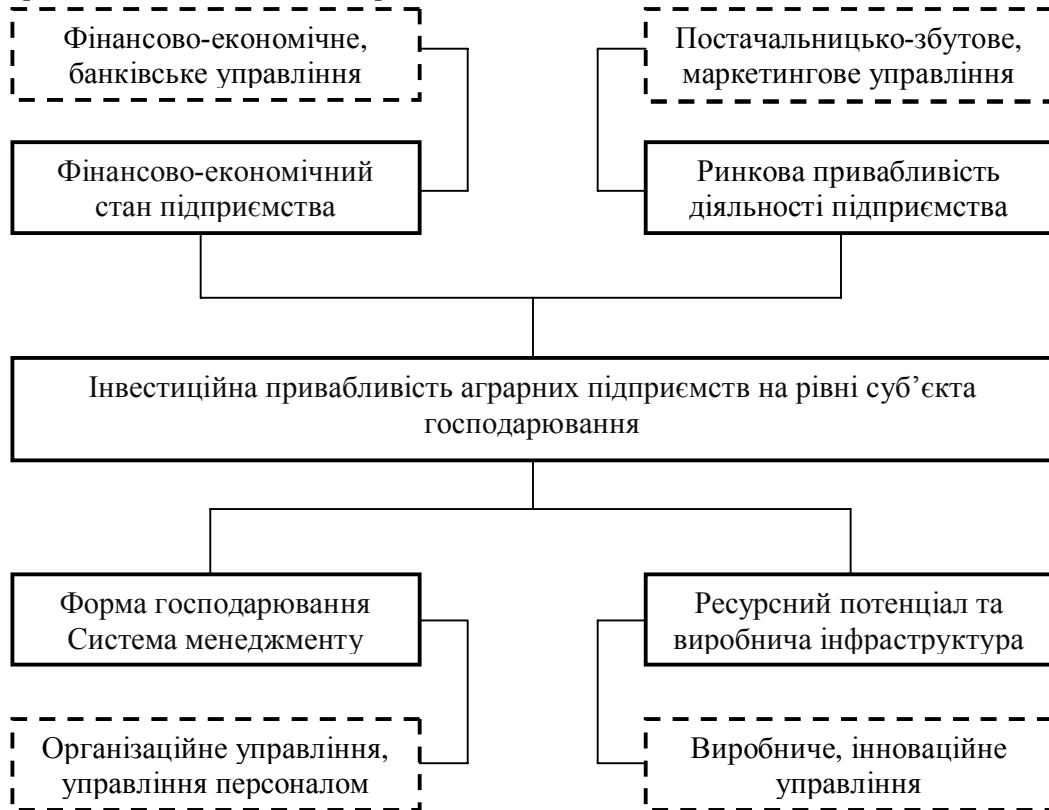 Фінансово-економічне,
банківське управління
Постачальницько-збутове,
маркетингове управління
Фінансово-економічний
стан підприємства
Ринкова привабливість
діяльності підприємства
Інвестиційна привабливість аграрних підприємств на рівні суб’єкта
господарювання
Форма господарювання
Система менеджменту
Ресурсний потенціал та
виробнича інфраструктура
Організаційне управління,
управління персоналом
Виробниче, інноваційне
управління